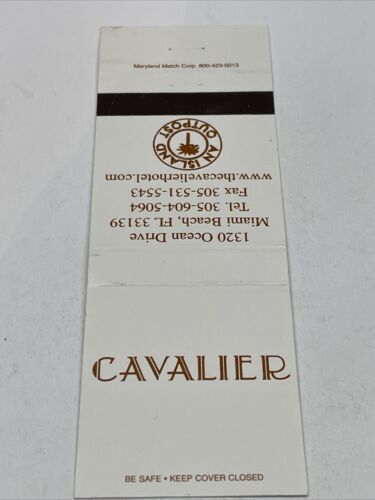 Maryland Match Corp. 800-423-0013
AN ISLAND
OUTPOST
1320 Ocean Drive
Miami Beach, FL 33139
Tel. 305-604-5064
Fax 305-531-5543
www.thecavelierhotel.com
CAVALIER
BE SAFE • KEEP COVER CLOSED